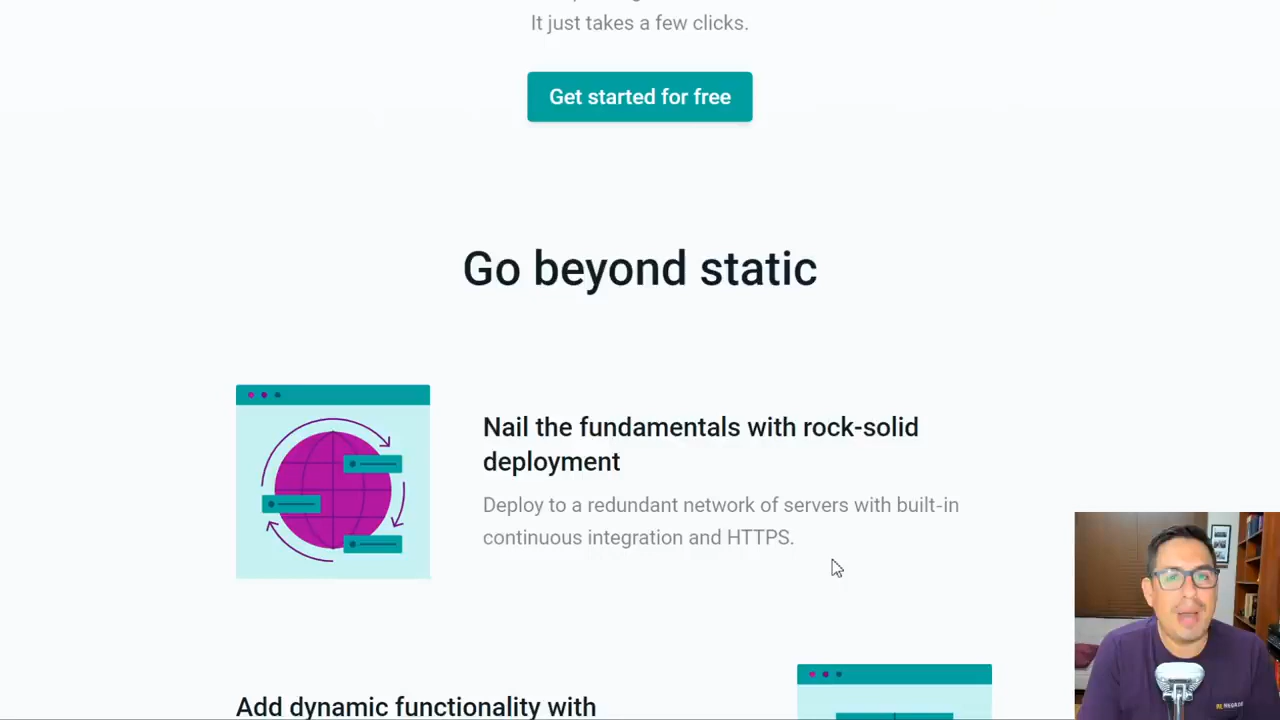 It just takes a few clicks.
Get started for free
Go beyond static
Nail the fundamentals with rock-solid
deployment
Deploy to a redundant network of servers with built-in
continuous integration and HTTPS.
Add dynamic functionality with